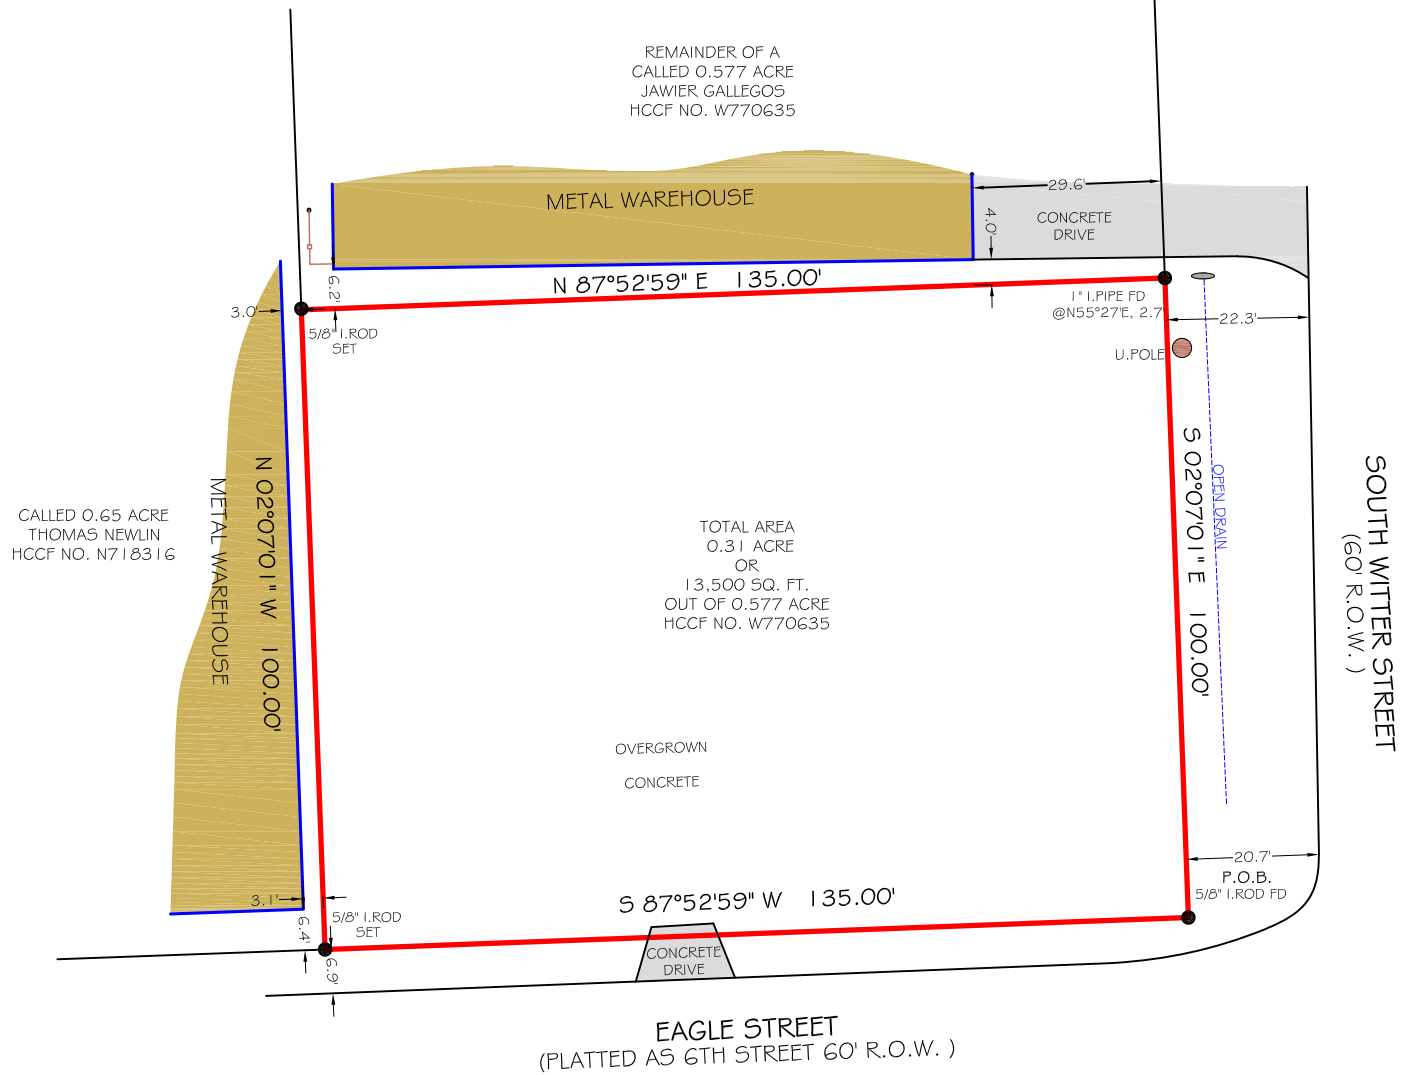 REMAINDER OF A
CALLED 0.577 ACRE
JAWIER GALLEGOS
HCCF NO. W770635
METAL WAREHOUSE
29.6'
4.0'
CONCRETE
DRIVE
6.2'
N 87°52'59" E 135.00'
3.0'
5/8" I.ROD
SET
1" I.PIPE FD
@N55°27'E, 2.7'
22.3'
U.POLE
S 02°07'01" E 100.00'
OPEN DRAIN
SOUTH WITTER STREET
(60' R.O.W. )
CALLED 0.65 ACRE
THOMAS NEWLIN
HCCF NO. N718316
METAL WAREHOUSE
N 02°07'01" W 100.00'
TOTAL AREA
0.31 ACRE
OR
13,500 SQ. FT.
OUT OF 0.577 ACRE
HCCF NO. W770635
OVERGROWN
CONCRETE
20.7'
P.O.B.
5/8" I.ROD FD
3.1'
5/8" I.ROD
SET
6.4'
6.9'
S 87°52'59" W 135.00'
CONCRETE
DRIVE
EAGLE STREET
(PLATTED AS 6TH STREET 60' R.O.W. )